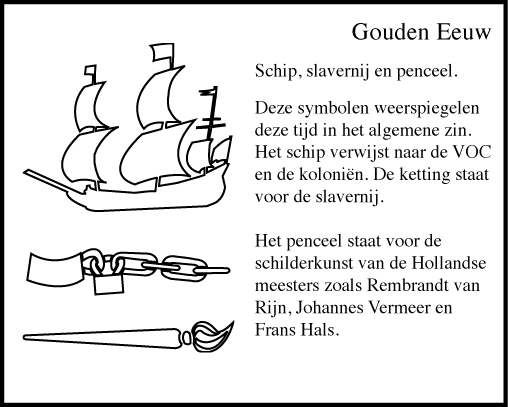 Gouden Eeuw
Schip, slavernij en penceel.
Deze symbolen weerspiegelen
deze tijd in het algemene zin.
Het schip verwijst naar de VOC
en de koloniën. De ketting staat
voor de slavernij.
Het penceel staat voor de
schilderkunst van de Hollandse
meesters zoals Rembrandt van
Rijn, Johannes Vermeer en
Frans Hals.